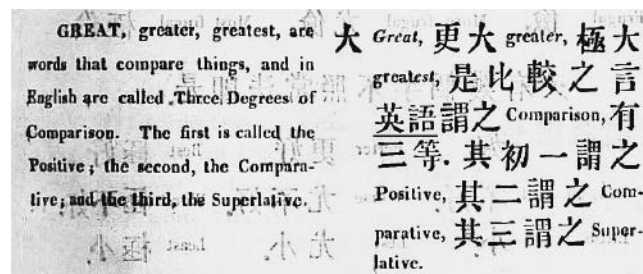 GREAT, greater, greatest, are
words that compare things, and in
English are called Three Degrees of
Comparison. The first is called the
Positive; the second, the Compara-
tive; and the third, the Superlative.
大 Great, 更大 greater, 極大
greatest, 是比較之言
英語謂之 Comparison, 有
三等. 其初一謂之
Positive, 其二謂之 Com-
parative, 其三謂之 Super-
lative.